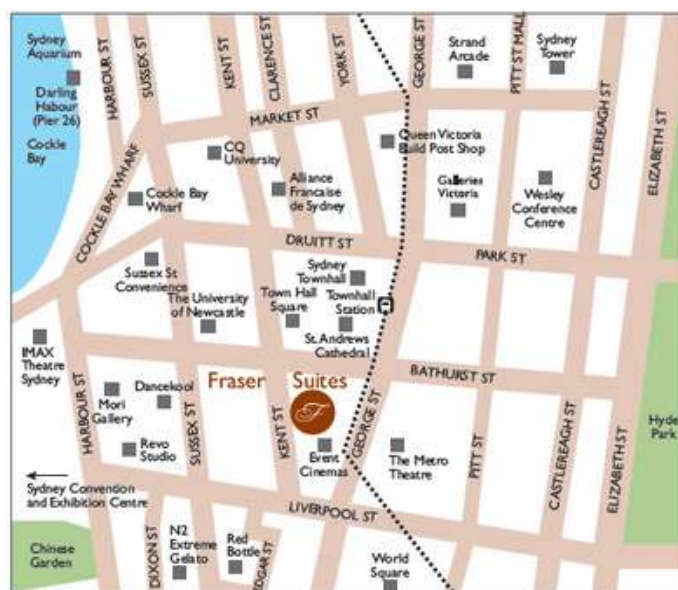 Sydney
Aquarium
Darling
Habour
(Pier 26)
Cockle
Bay
HARBOUR ST
SUSSEX ST
KENT ST
CLARENCE ST
YORK ST
GEORGE ST
Strand
Arcade
PITT ST MALL
Sydney
Tower
CASTLEREAGH ST
ELIZABETH ST
MARKET ST
COCKLE BAY WHARF
CQ
University
Queen Victoria
Build Post Shop
Cockle Bay
Wharf
Alliance
Francaise
de Sydney
Galleries
Victoria
Wesley
Conference
Centre
DRUITT ST
PARK ST
Sussex St
Convenience
Sydney
Townhall
The University
of Newcastle
Town Hall
Square
Townhall
Station
St. Andrews
Cathedral
IMAX
Theatre
Sydney
BATHURST ST
Fraser Suites
F
Mori
Gallery
Dancekool
Revo
Studio
HARBOUR ST
SUSSEX ST
KENT ST
GEORGE ST
Event
Cinemas
The Metro
Theatre
PITT ST
CASTLEREAGH ST
ELIZABETH ST
Hyde
Park
Sydney Convention
and Exhibition Centre
LIVERPOOL ST
Chinese
Garden
DIXON ST
N2
Extreme
Gelato
Red
Bottle
EDGAR ST
World
Square